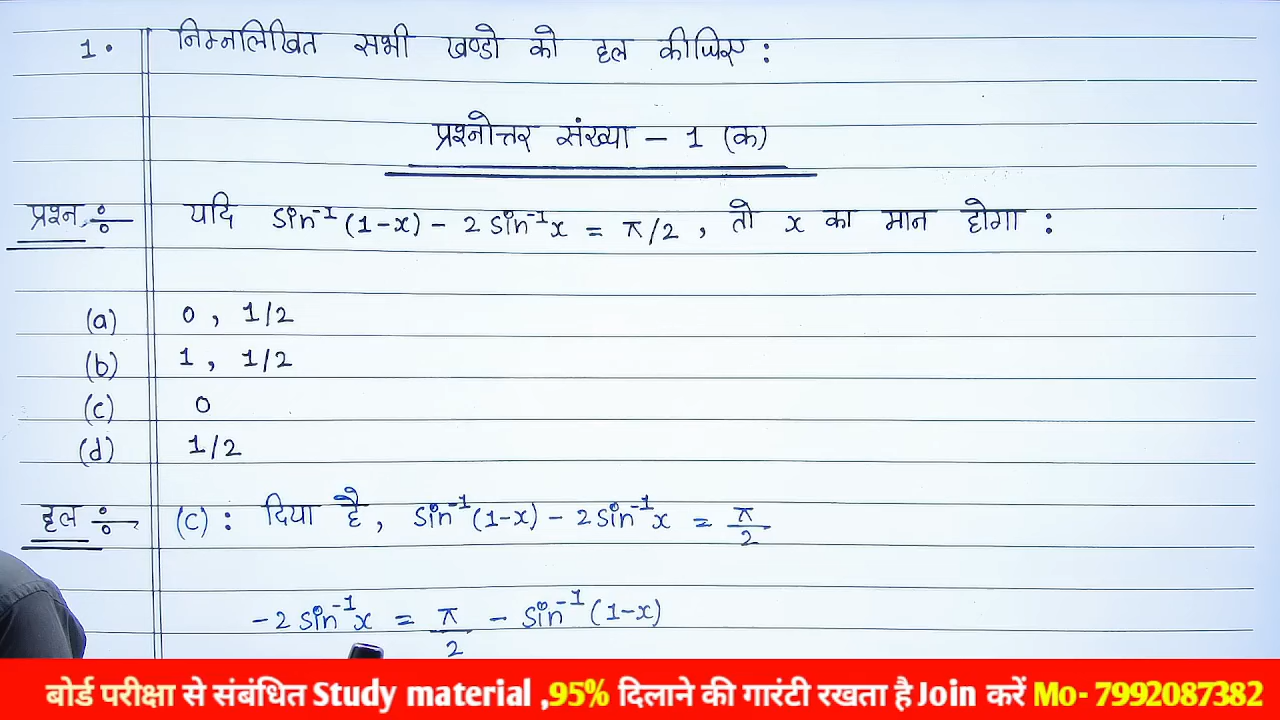 1. निम्नलिखित सभी खण्डो को हल कीजिए :
प्रश्नोत्तर संख्या – 1 (क)
प्रश्न ÷ यदि sin⁻¹(1-x) - 2 sin⁻¹x = π/2 , तो x का मान होगा :
(a) 0 , 1/2
(b) 1 , 1/2
(c) 0
(d) 1/2
हल ÷ (c) : दिया है, sin⁻¹(1-x) - 2sin⁻¹x = π/2
-2 sin⁻¹x = π/2 - sin⁻¹(1-x)
बोर्ड परीक्षा से संबंधित Study material ,95% दिलाने की गारंटी रखता है Join करें Mo- 7992087382